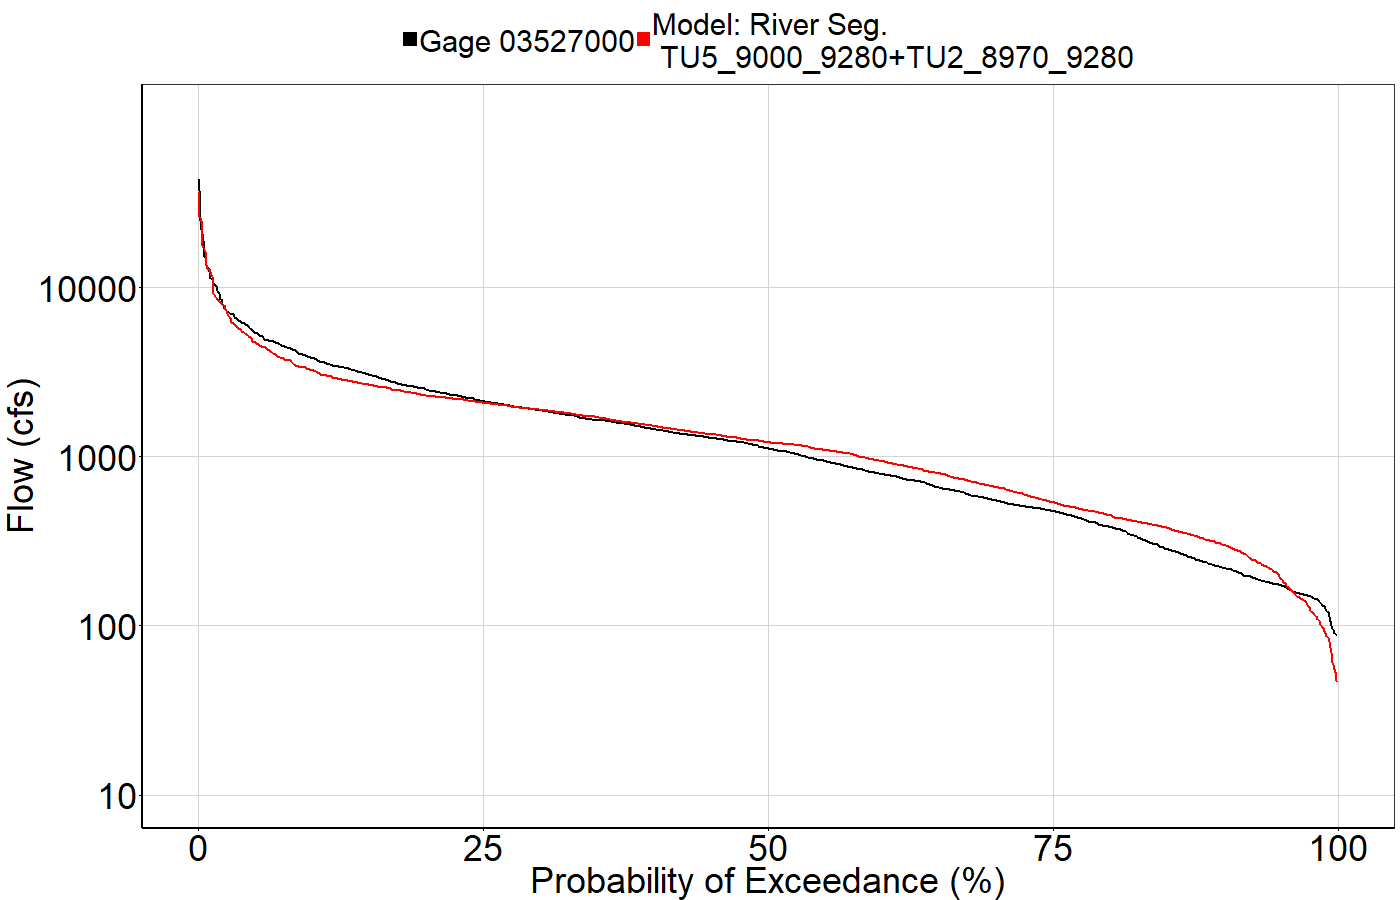 Gage 03527000
Model: River Seg.
TU5_9000_9280+TU2_8970_9280
Flow (cfs)
10000
1000
100
10
0 25 50 75 100
Probability of Exceedance (%)